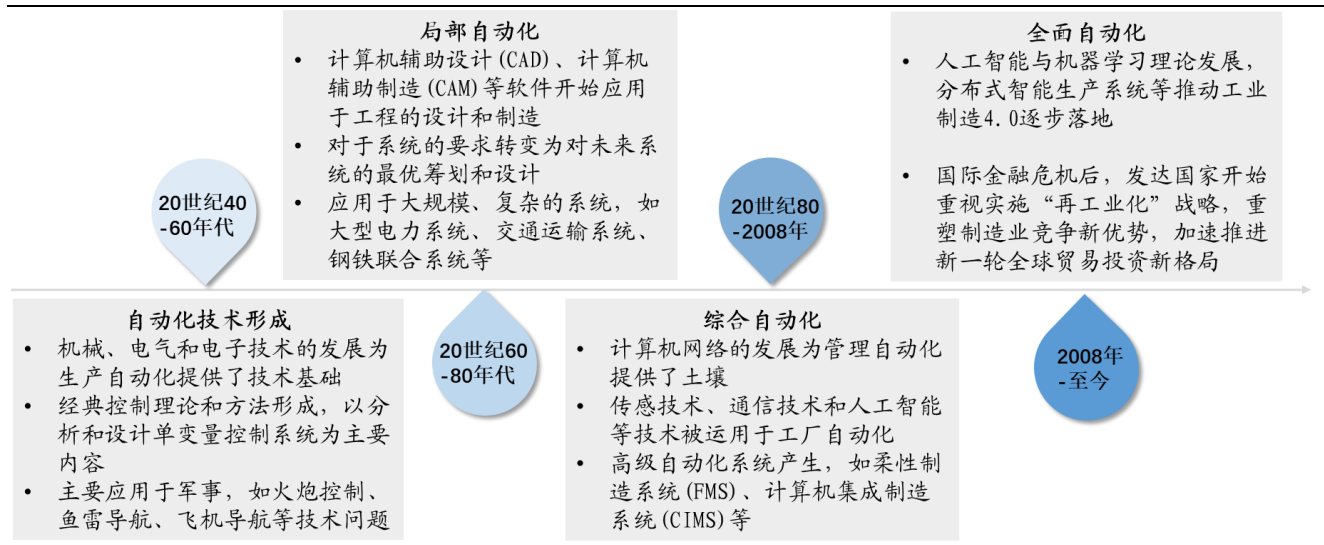 20世纪40
-60年代
自动化技术形成
• 机械、电气和电子技术的发展为
生产自动化提供了技术基础
• 经典控制理论和方法形成，以分
析和设计单变量控制系统为主要
内容
• 主要应用于军事，如火炮控制、
鱼雷导航、飞机导航等技术问题
20世纪60
-80年代
局部自动化
• 计算机辅助设计(CAD)、计算机
辅助制造(CAM)等软件开始应用
于工程的设计和制造
• 对于系统的要求转变为对未来系
统的最优筹划和设计
• 应用于大规模、复杂的系统，如
大型电力系统、交通运输系统、
钢铁联合系统等
20世纪80
-2008年
综合自动化
• 计算机网络的发展为管理自动化
提供了土壤
• 传感技术、通信技术和人工智能
等技术被运用于工厂自动化
• 高级自动化系统产生，如柔性制
造系统(FMS)、计算机集成制造
系统(CIMS)等
2008年
-至今
全面自动化
• 人工智能与机器学习理论发展，
分布式智能生产系统等推动工业
制造4.0逐步落地
• 国际金融危机后，发达国家开始
重视实施“再工业化”战略，重
塑制造业竞争新优势，加速推进
新一轮全球贸易投资新格局